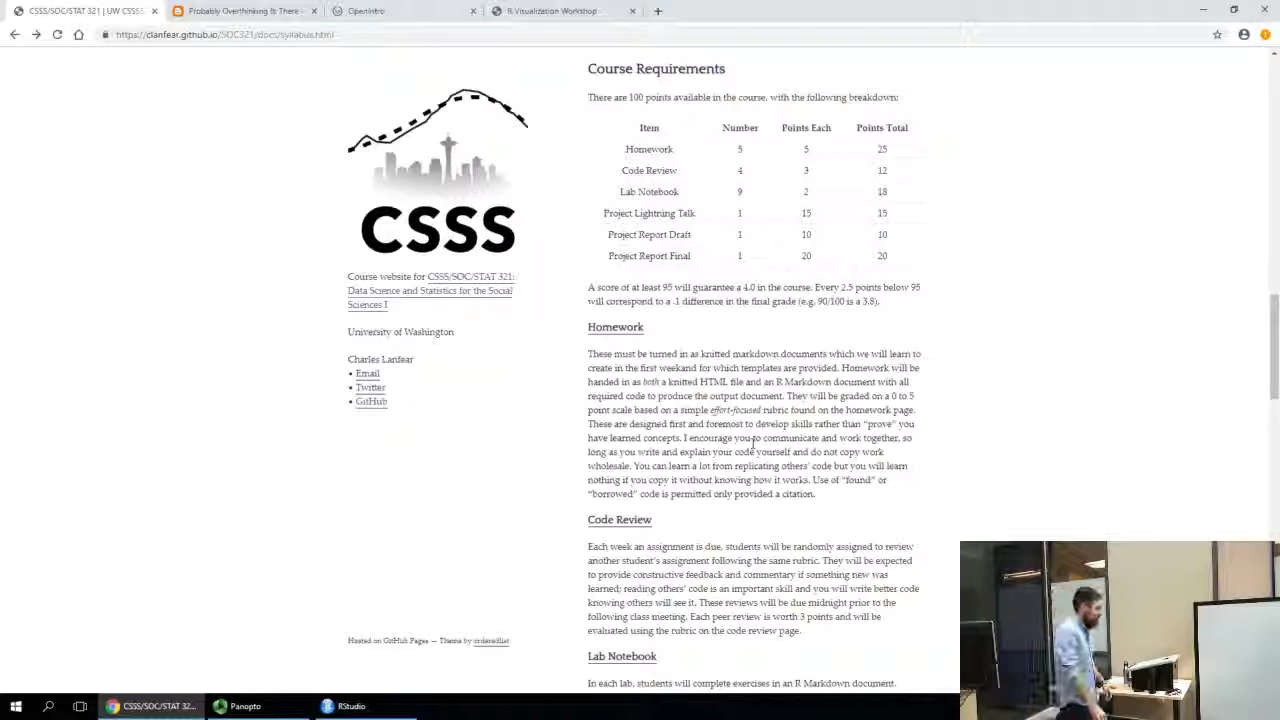 CSSS/SOC/STAT 321 | UW CSSS
Probably Overthinking It: There
OpenIntro
R Visualization Workshop
https://clanfear.github.io/SOC321/docs/syllabus.html
CSSS
Course website for CSSS/SOC/STAT 321:
Data Science and Statistics for the Social
Sciences I
University of Washington
Charles Lanfear
• Email
• Twitter
• GitHub
Hosted on GitHub Pages — Theme by orderedlist
Course Requirements
There are 100 points available in the course, with the following breakdown:
Item Number Points Each Points Total
Homework 5 5 25
Code Review 4 3 12
Lab Notebook 9 2 18
Project Lightning Talk 1 15 15
Project Report Draft 1 10 10
Project Report Final 1 20 20
A score of at least 95 will guarantee a 4.0 in the course. Every 2.5 points below 95
will correspond to a .1 difference in the final grade (e.g. 90/100 is a 3.8).
Homework
These must be turned in as knitted markdown documents which we will learn to
create in the first weekand for which templates are provided. Homework will be
handed in as both a knitted HTML file and an R Markdown document with all
required code to produce the output document. They will be graded on a 0 to 5
point scale based on a simple effort-focused rubric found on the homework page.
These are designed first and foremost to develop skills rather than “prove” you
have learned concepts. I encourage you to communicate and work together, so
long as you write and explain your code yourself and do not copy work
wholesale. You can learn a lot from replicating others’ code but you will learn
nothing if you copy it without knowing how it works. Use of “found” or
“borrowed” code is permitted only provided a citation.
Code Review
Each week an assignment is due, students will be randomly assigned to review
another student’s assignment following the same rubric. They will be expected
to provide constructive feedback and commentary if something new was
learned; reading others’ code is an important skill and you will write better code
knowing others will see it. These reviews will be due midnight prior to the
following class meeting. Each peer review is worth 3 points and will be
evaluated using the rubric on the code review page.
Lab Notebook
In each lab, students will complete exercises in an R Markdown document.
CSSS/SOC/STAT 32...
Panopto
RStudio